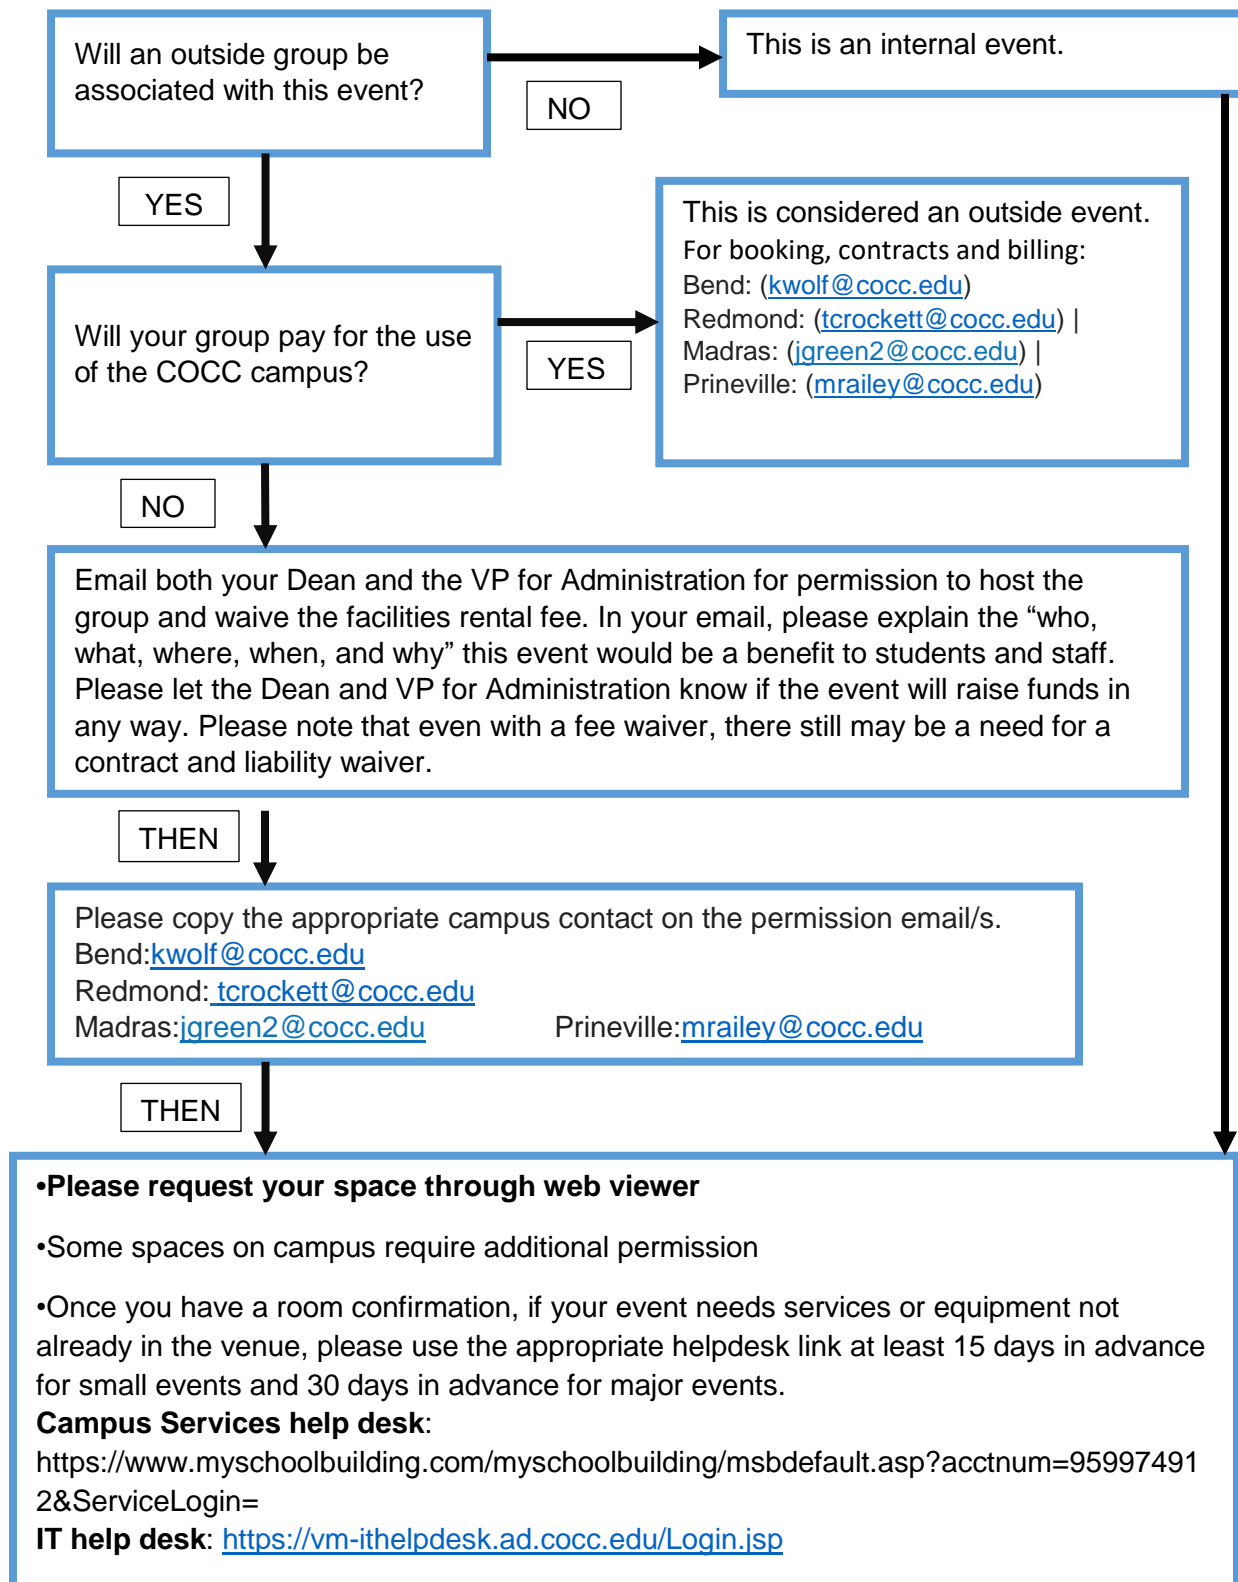 Will an outside group be
associated with this event?
NO
This is an internal event.
YES
Will your group pay for the use
of the COCC campus?
YES
This is considered an outside event.
For booking, contracts and billing:
Bend: (kwolf@cocc.edu)
Redmond: (tcrockett@cocc.edu) |
Madras: (jgreen2@cocc.edu) |
Prineville: (mrailey@cocc.edu)
NO
Email both your Dean and the VP for Administration for permission to host the
group and waive the facilities rental fee. In your email, please explain the “who,
what, where, when, and why” this event would be a benefit to students and staff.
Please let the Dean and VP for Administration know if the event will raise funds in
any way. Please note that even with a fee waiver, there still may be a need for a
contract and liability waiver.
THEN
Please copy the appropriate campus contact on the permission email/s.
Bend:kwolf@cocc.edu
Redmond: tcrockett@cocc.edu
Madras:jgreen2@cocc.edu Prineville:mrailey@cocc.edu
THEN
•Please request your space through web viewer
•Some spaces on campus require additional permission
•Once you have a room confirmation, if your event needs services or equipment not
already in the venue, please use the appropriate helpdesk link at least 15 days in advance
for small events and 30 days in advance for major events.
Campus Services help desk:
https://www.myschoolbuilding.com/myschoolbuilding/msbdefault.asp?acctnum=95997491
2&ServiceLogin=
IT help desk: https://vm-ithelpdesk.ad.cocc.edu/Login.jsp